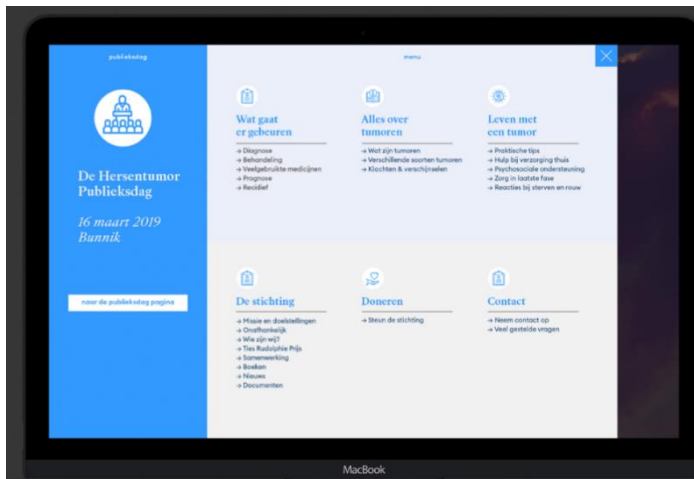 publieksdag
De Hersentumor
Publieksdag
16 maart 2019
Bunnik
naar de publieksdag pagina
menu
Wat gaat
er gebeuren
→ Diagnose
→ Behandeling
→ Veelgebruikte medicijnen
→ Prognose
→ Recidief
Alles over
tumoren
→ Wat zijn tumoren
→ Verschillende soorten tumoren
→ Klachten & verschijnselen
Leven met
een tumor
→ Praktische tips
→ Hulp bij verzorging thuis
→ Psychosociale ondersteuning
→ Zorg in laatste fase
→ Reacties bij sterven en rouw
De stichting
→ Missie en doelstellingen
→ Onafhankelijk
→ Wie zijn wij?
→ Ties Rudolphie Prijs
→ Samenwerking
→ Boeken
→ Nieuws
→ Documenten
Doneren
→ Steun de stichting
Contact
→ Neem contact op
→ Veel gestelde vragen
MacBook